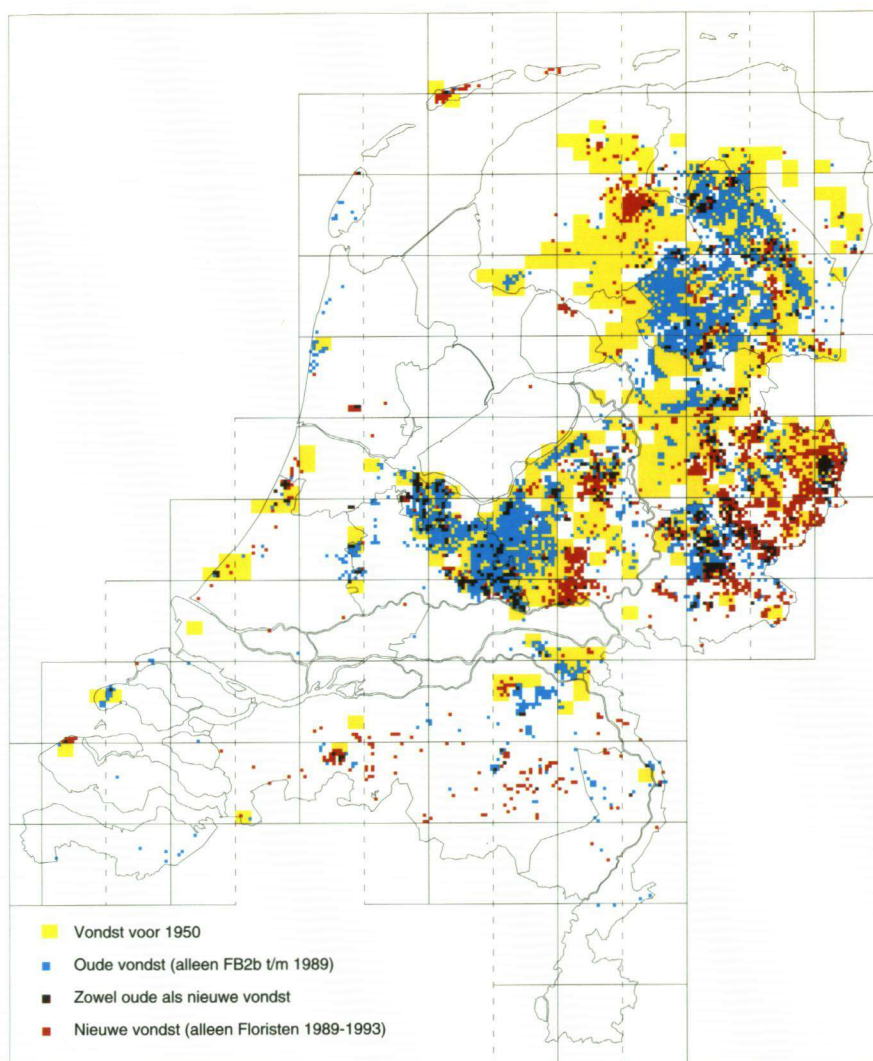 Vondst voor 1950
Oude vondst (alleen FB2b t/m 1989)
Zowel oude als nieuwe vondst
Nieuwe vondst (alleen Floristen 1989-1993)